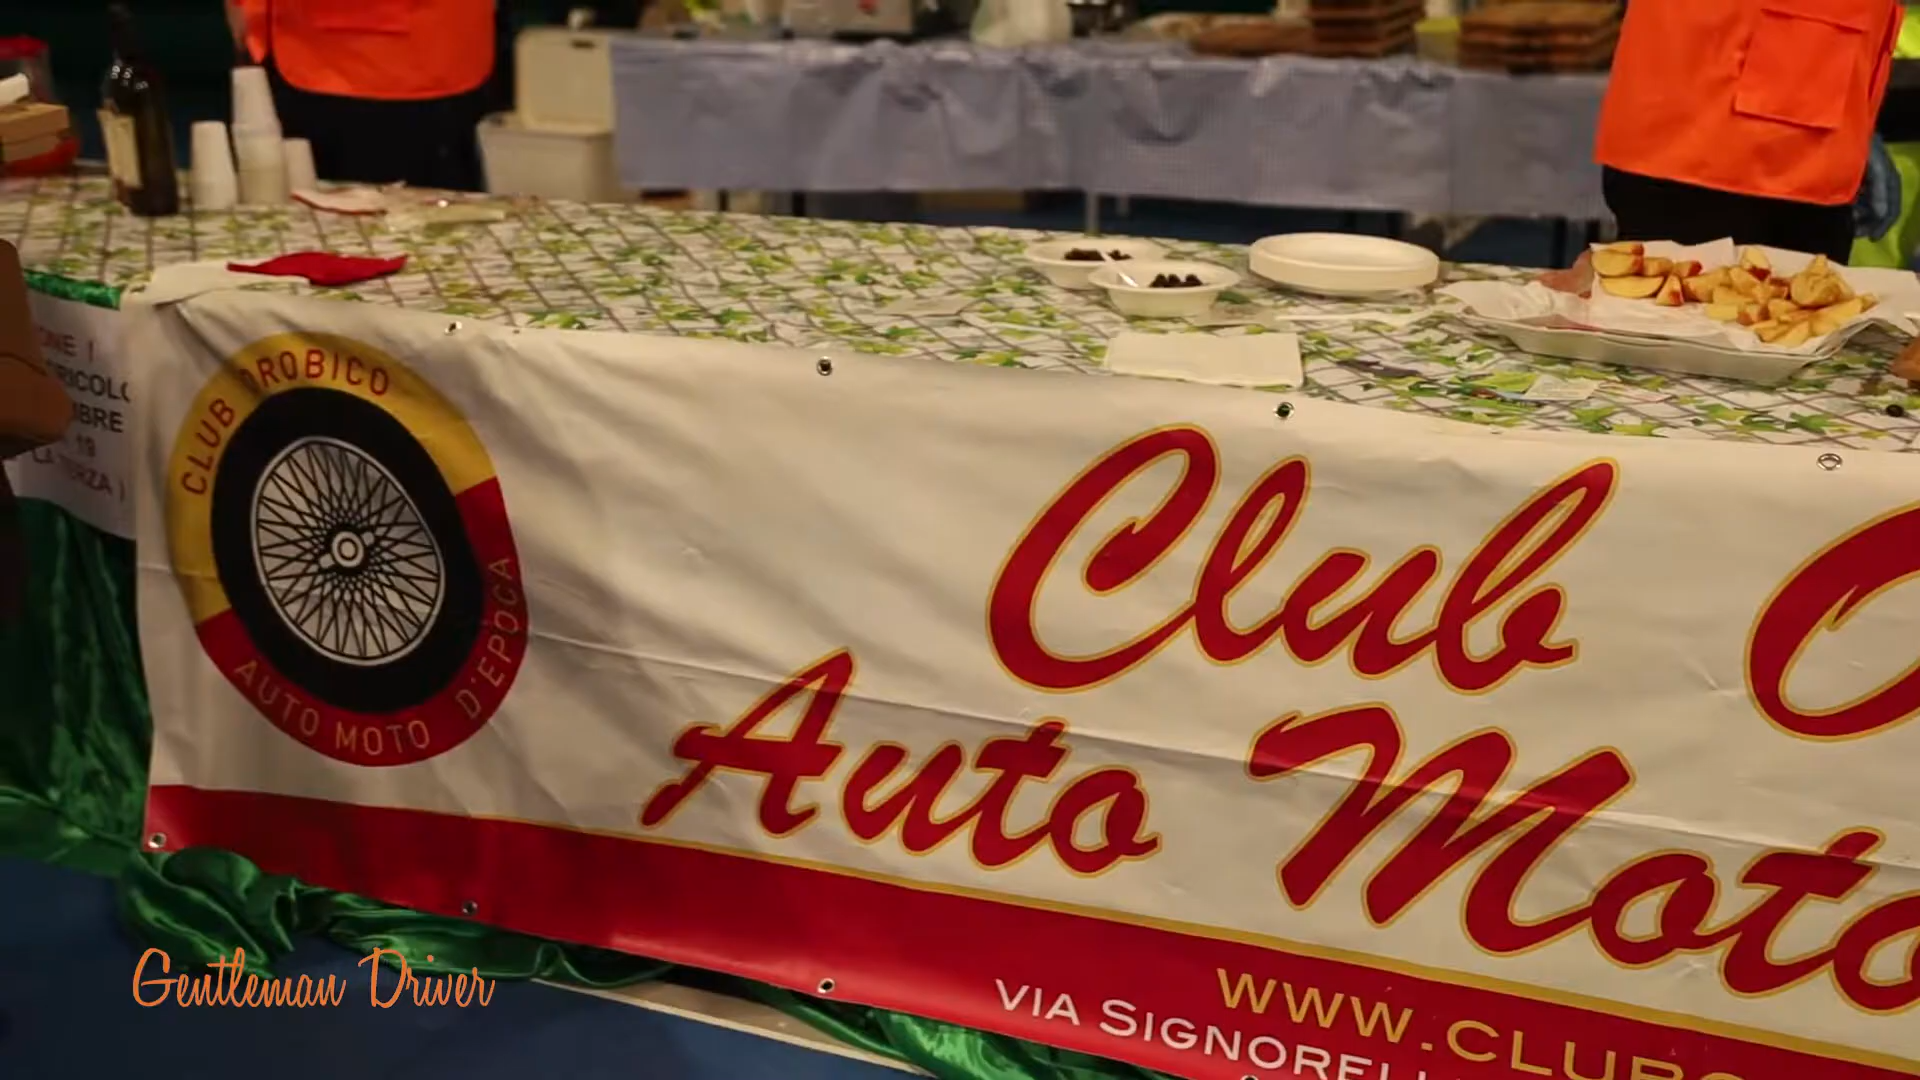 CLUB OROBICO
AUTO MOTO D'EPOCA
Club
Auto Moto
WWW.CLUB
VIA SIGNOREL
Gentleman Driver